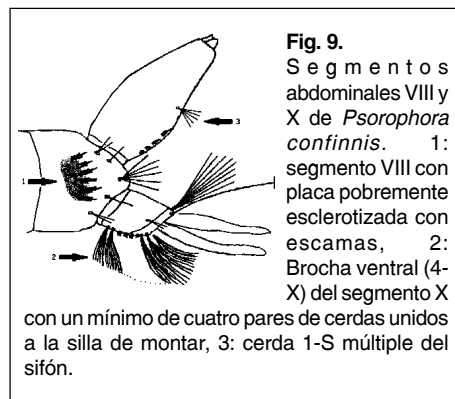 Fig. 9.
Segmentos
abdominales VIII y
X de Psorophora
confinnis. 1:
segmento VIII con
placa pobremente
esclerotizada con
escamas, 2:
Brocha ventral (4-
X) del segmento X
con un mínimo de cuatro pares de cerdas unidos
a la silla de montar, 3: cerda 1-S múltiple del
sifón.
1
2
3